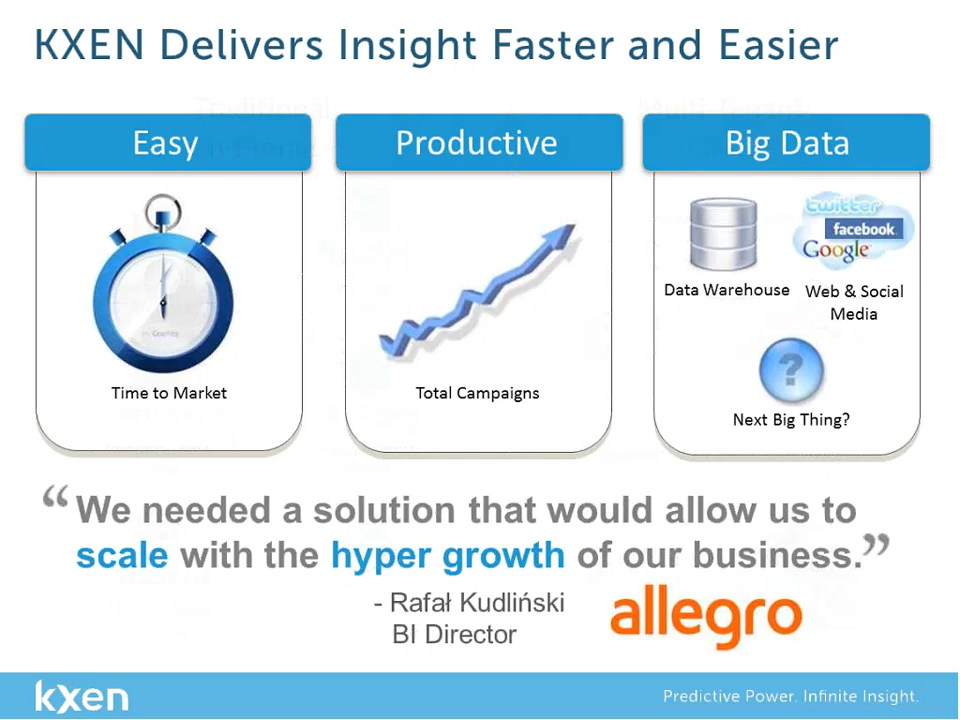 KXEN Delivers Insight Faster and Easier
Easy
Productive
Big Data
Time to Market
Total Campaigns
twitter
facebook
Google
Data Warehouse
Web & Social
Media
?
Next Big Thing?
“We needed a solution that would allow us to
scale with the hyper growth of our business.”
- Rafał Kudliński
BI Director
allegro
kxen
Predictive Power. Infinite Insight.